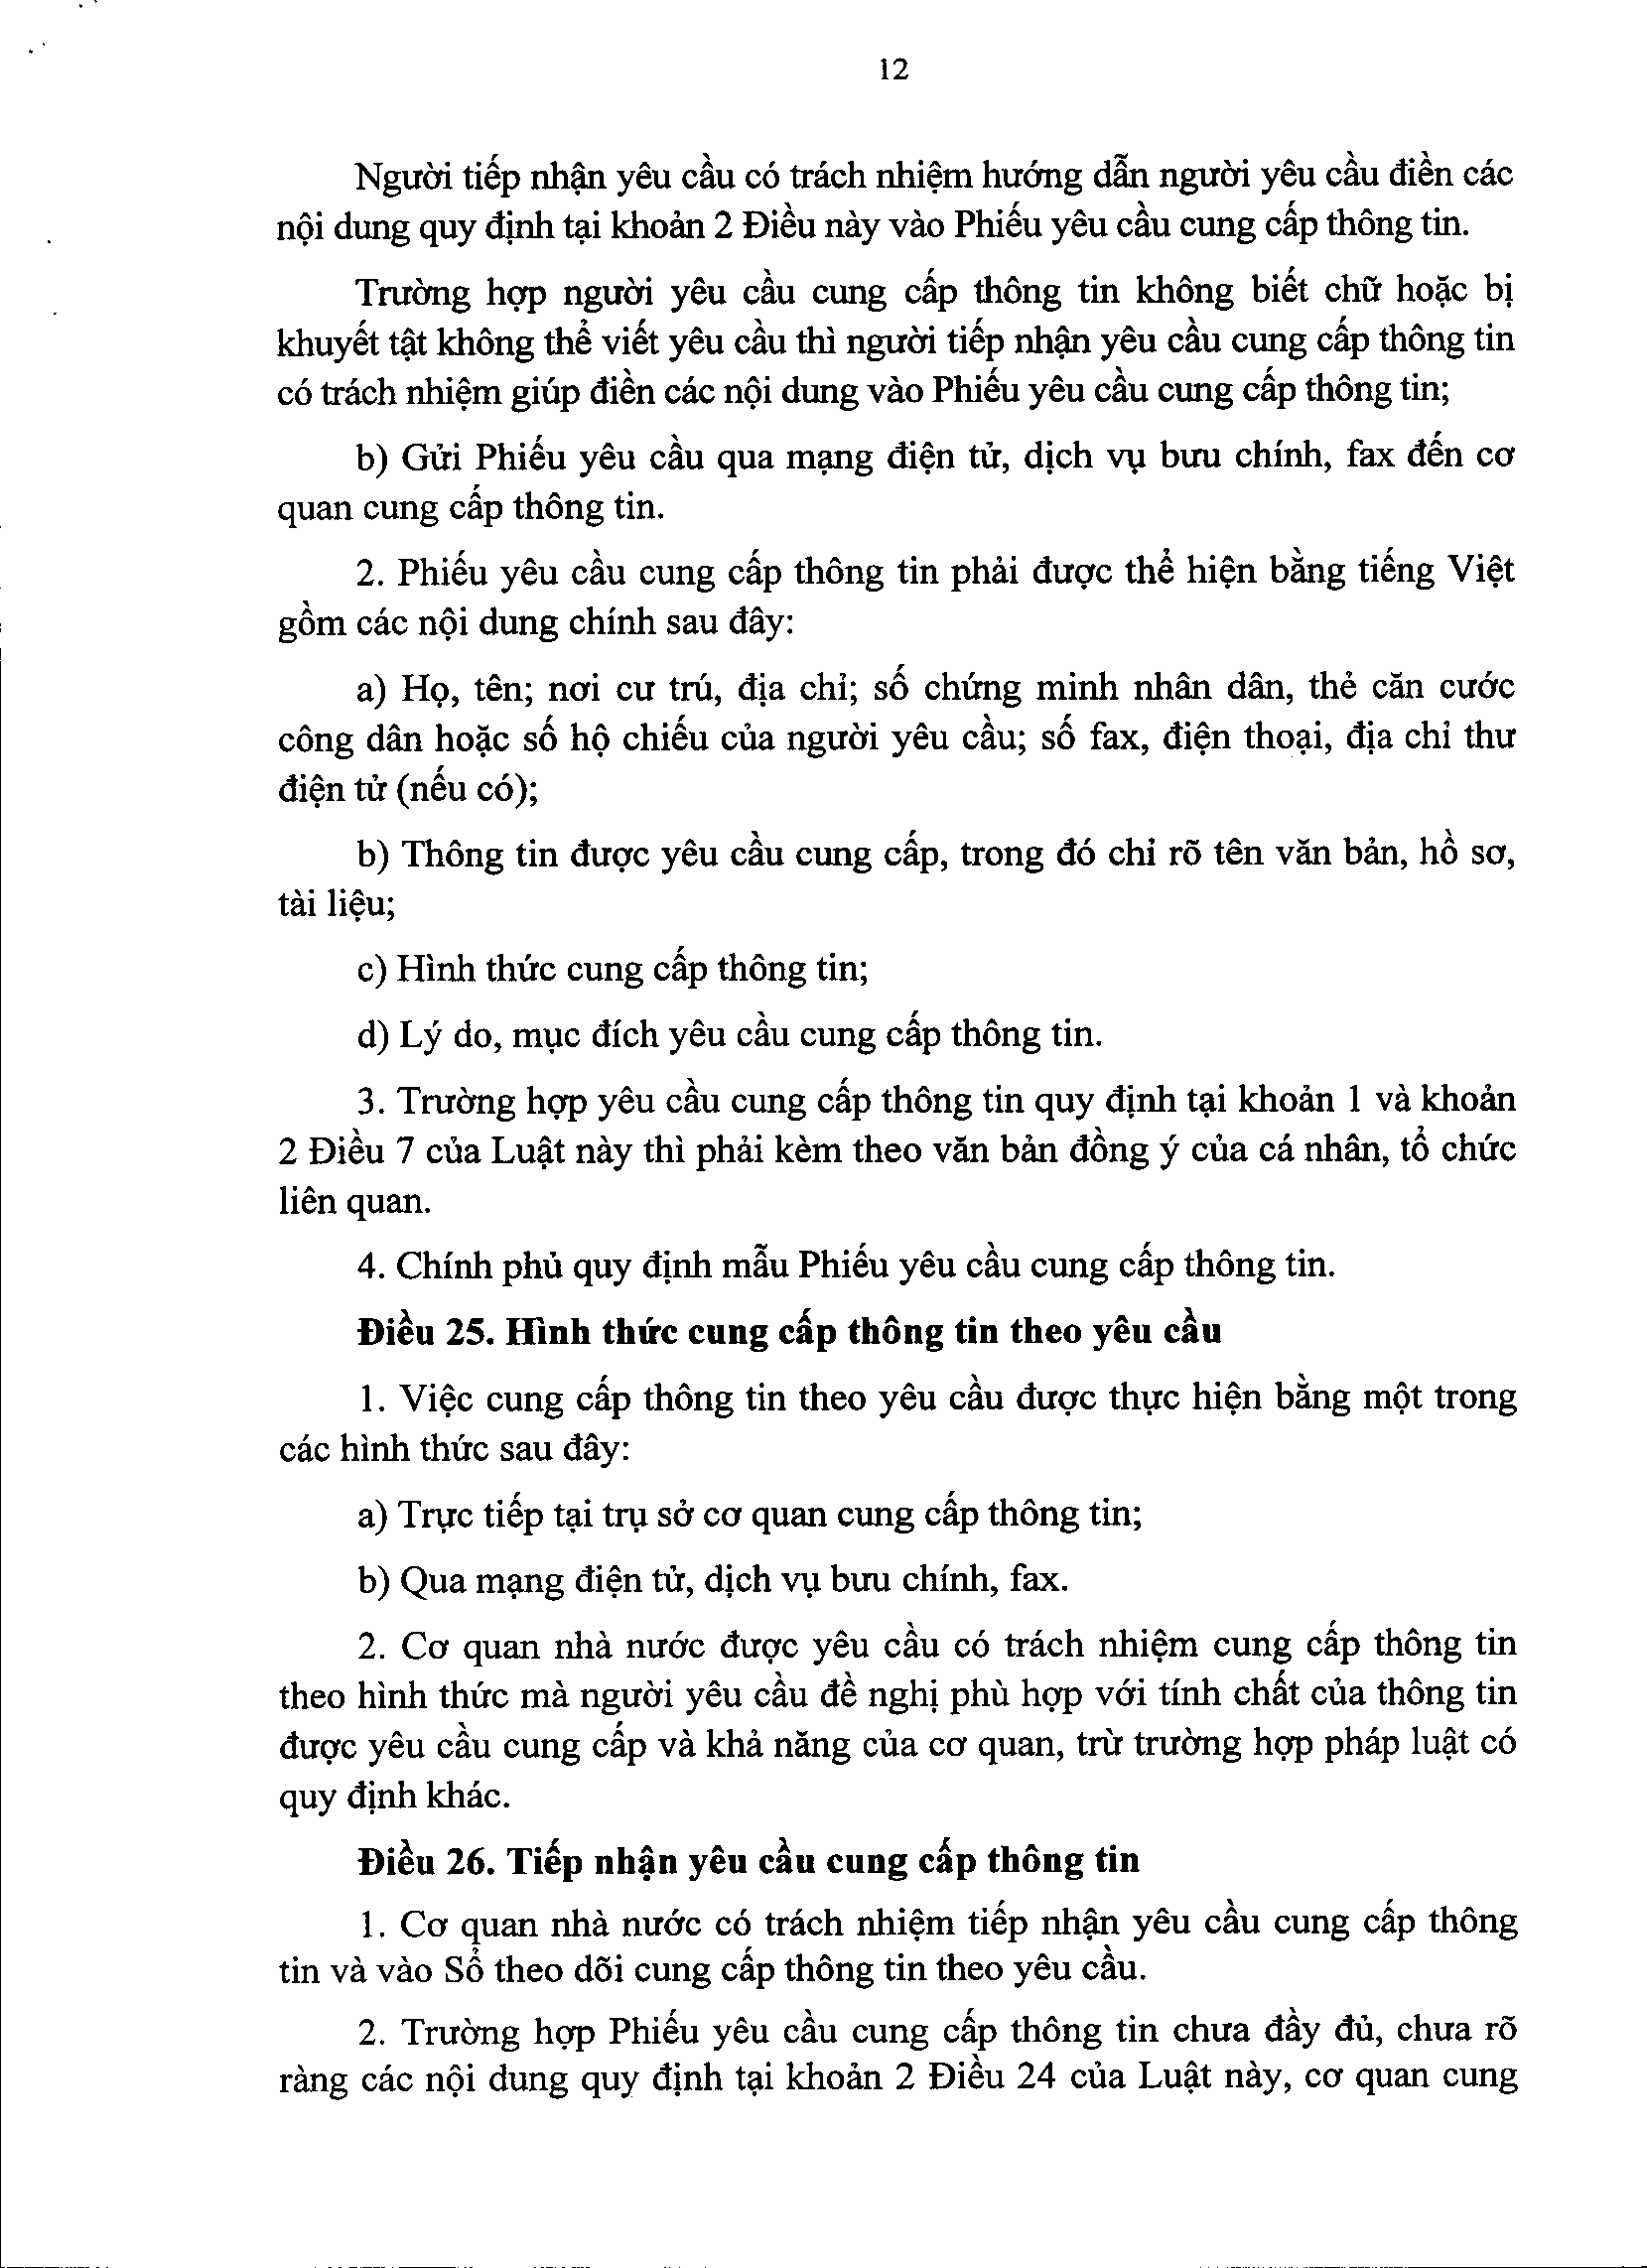 12
Người tiếp nhận yêu cầu có trách nhiệm hướng dẫn người yêu cầu điền các
nội dung quy định tại khoản 2 Điều này vào Phiếu yêu cầu cung cấp thông tin.
Trường hợp người yêu cầu cung cấp thông tin không biết chữ hoặc bị
khuyết tật không thể viết yêu cầu thì người tiếp nhận yêu cầu cung cấp thông tin
có trách nhiệm giúp điền các nội dung vào Phiếu yêu cầu cung cấp thông tin;
b) Gửi Phiếu yêu cầu qua mạng điện tử, dịch vụ bưu chính, fax đến cơ
quan cung cấp thông tin.
2. Phiếu yêu cầu cung cấp thông tin phải được thể hiện bằng tiếng Việt
gồm các nội dung chính sau đây:
a) Họ, tên; nơi cư trú, địa chỉ; số chứng minh nhân dân, thẻ căn cước
công dân hoặc số hộ chiếu của người yêu cầu; số fax, điện thoại, địa chỉ thư
điện tử (nếu có);
b) Thông tin được yêu cầu cung cấp, trong đó chỉ rõ tên văn bản, hồ sơ,
tài liệu;
c) Hình thức cung cấp thông tin;
d) Lý do, mục đích yêu cầu cung cấp thông tin.
3. Trường hợp yêu cầu cung cấp thông tin quy định tại khoản 1 và khoản
2 Điều 7 của Luật này thì phải kèm theo văn bản đồng ý của cá nhân, tổ chức
liên quan.
4. Chính phủ quy định mẫu Phiếu yêu cầu cung cấp thông tin.
Điều 25. Hình thức cung cấp thông tin theo yêu cầu
1. Việc cung cấp thông tin theo yêu cầu được thực hiện bằng một trong
các hình thức sau đây:
a) Trực tiếp tại trụ sở cơ quan cung cấp thông tin;
b) Qua mạng điện tử, dịch vụ bưu chính, fax.
2. Cơ quan nhà nước được yêu cầu có trách nhiệm cung cấp thông tin
theo hình thức mà người yêu cầu đề nghị phù hợp với tính chất của thông tin
được yêu cầu cung cấp và khả năng của cơ quan, trừ trường hợp pháp luật có
quy định khác.
Điều 26. Tiếp nhận yêu cầu cung cấp thông tin
1. Cơ quan nhà nước có trách nhiệm tiếp nhận yêu cầu cung cấp thông
tin và vào Sổ theo dõi cung cấp thông tin theo yêu cầu.
2. Trường hợp Phiếu yêu cầu cung cấp thông tin chưa đầy đủ, chưa rõ
ràng các nội dung quy định tại khoản 2 Điều 24 của Luật này, cơ quan cung